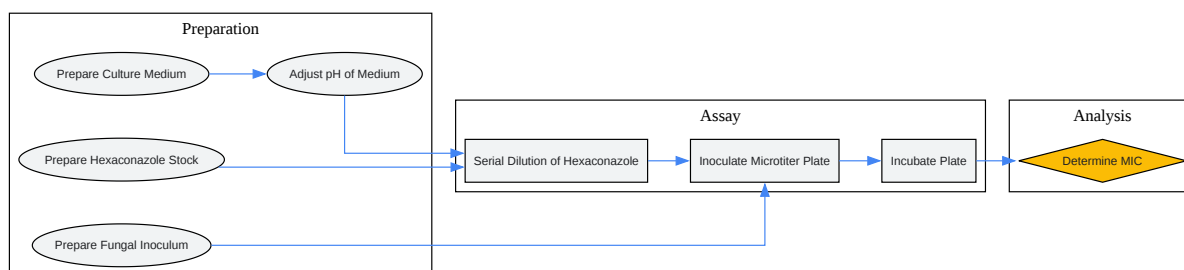 Preparation
Prepare Culture Medium
Adjust pH of Medium
Prepare Hexaconazole Stock
Prepare Fungal Inoculum
Assay
Serial Dilution of Hexaconazole
Inoculate Microtiter Plate
Incubate Plate
Analysis
Determine MIC